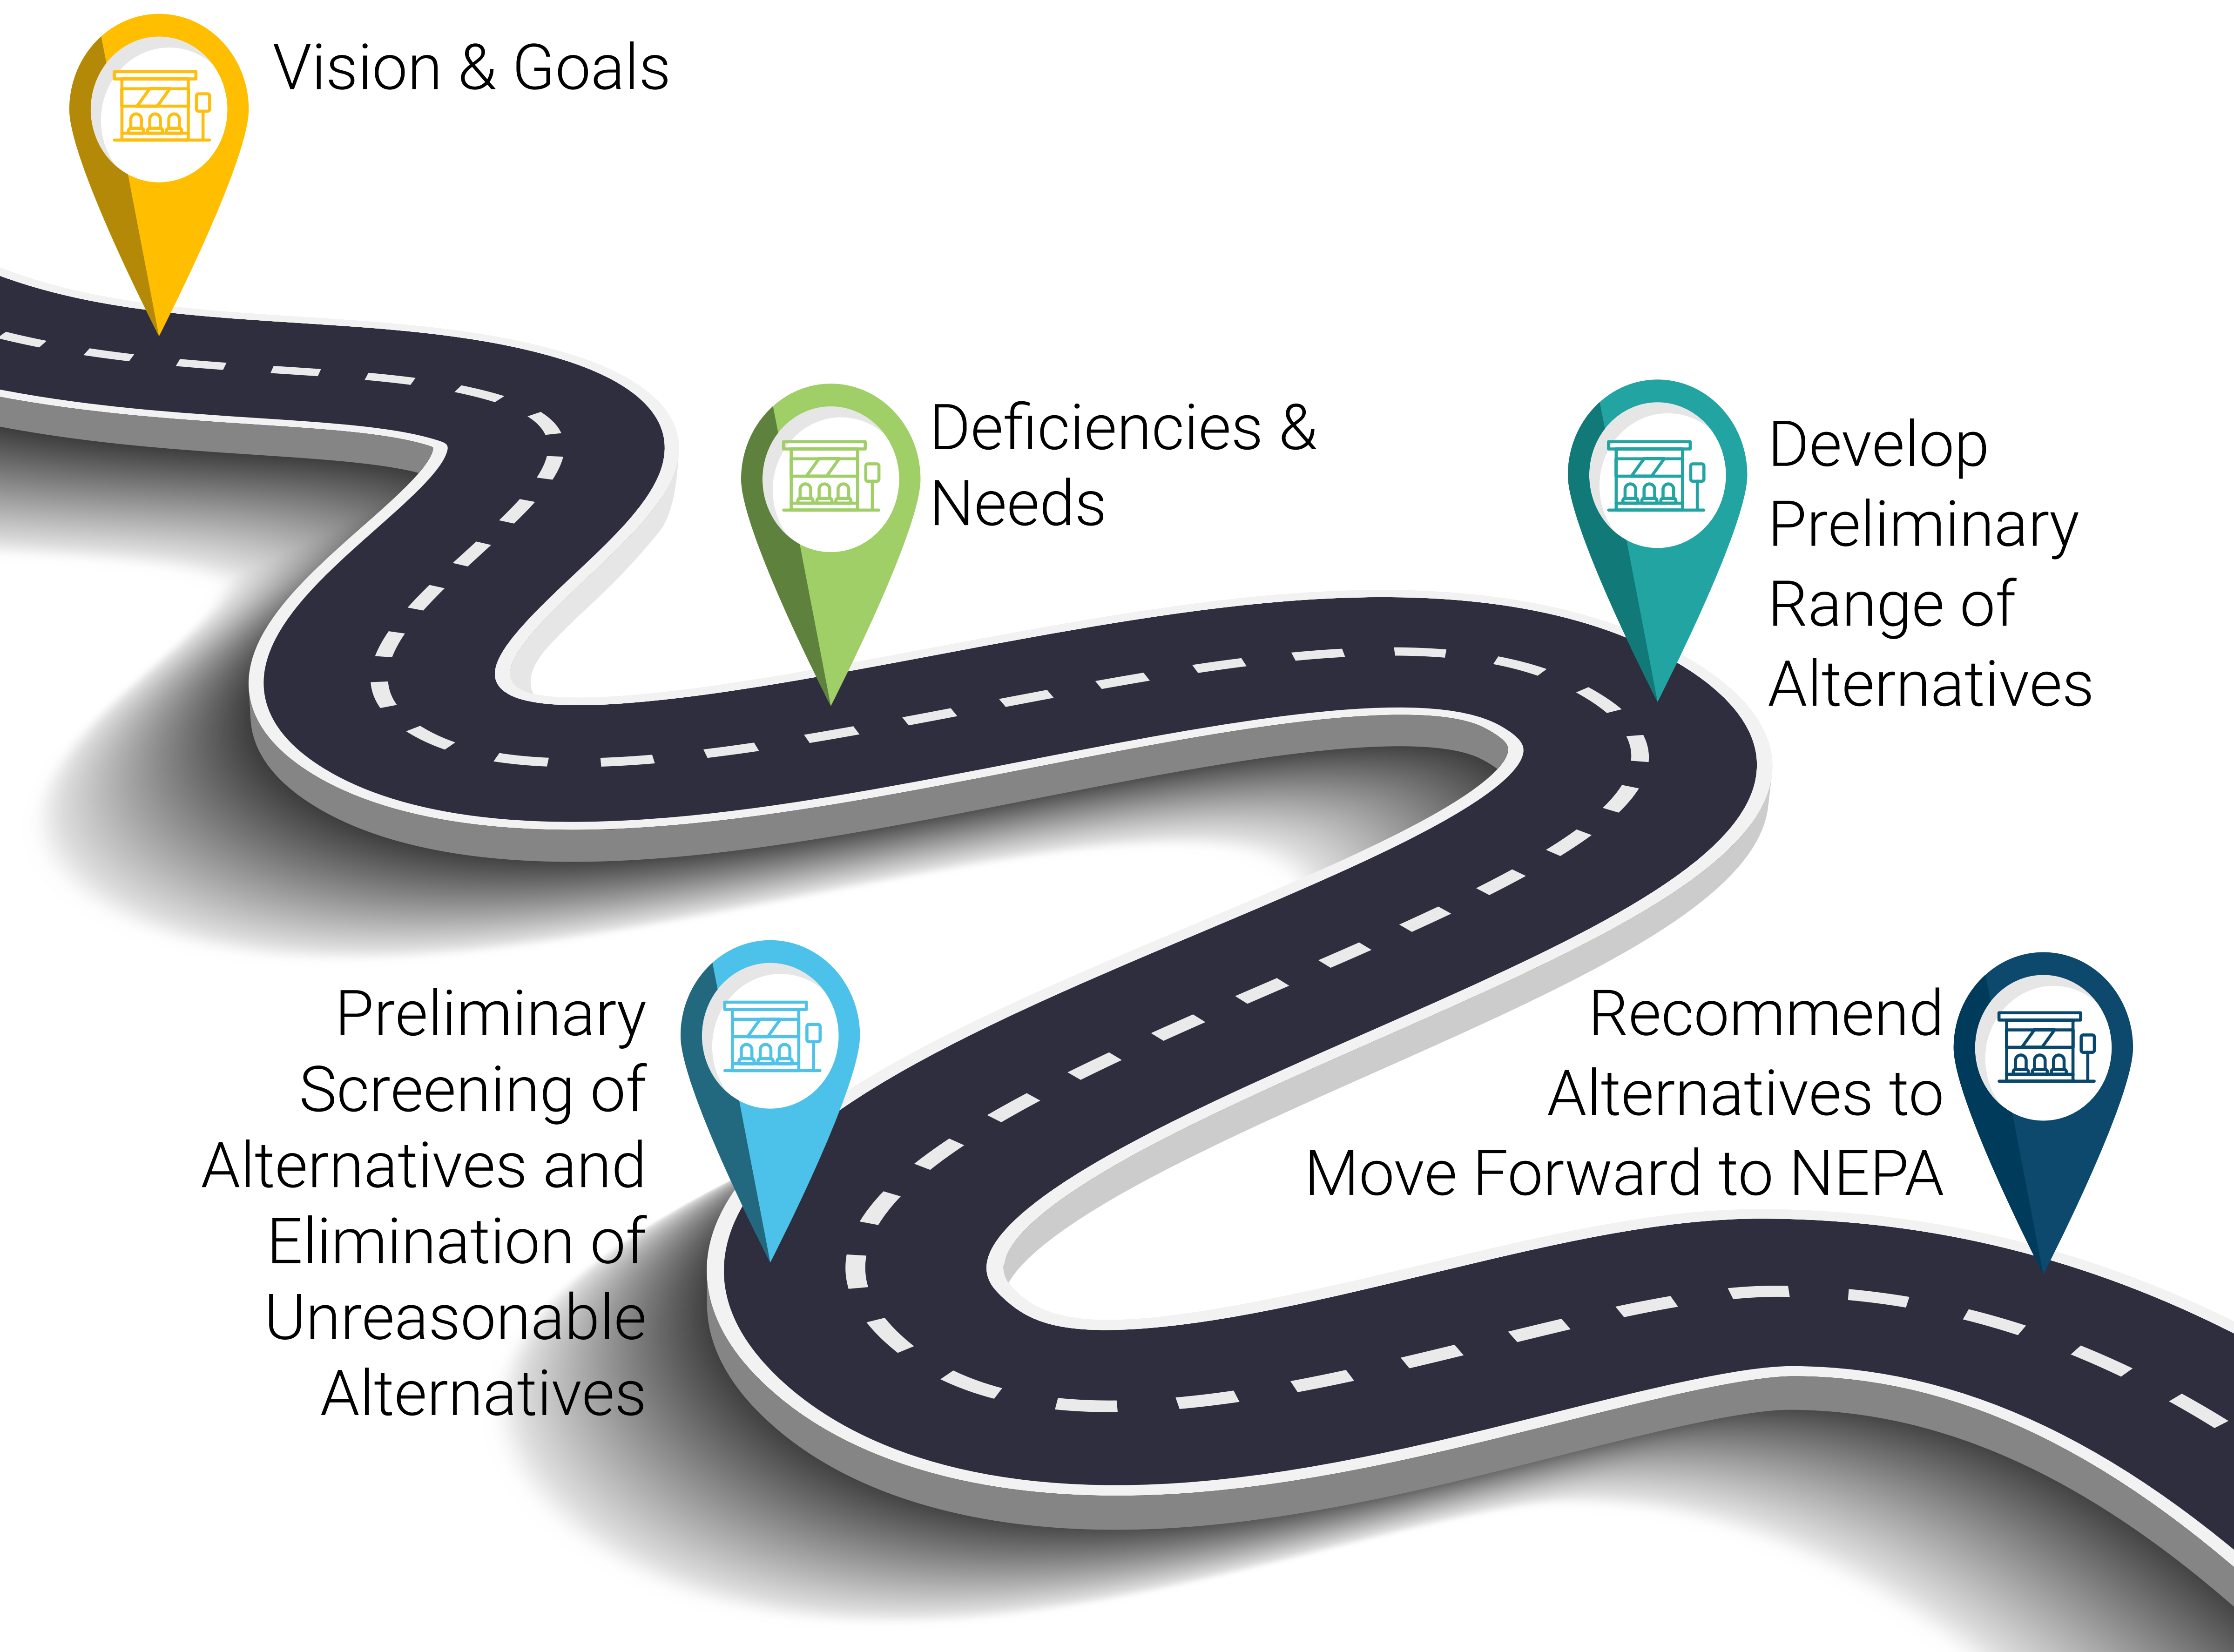 Vision & Goals
Deficiencies &
Needs
Develop
Preliminary
Range of
Alternatives
Preliminary
Screening of
Alternatives and
Elimination of
Unreasonable
Alternatives
Recommend
Alternatives to
Move Forward to NEPA